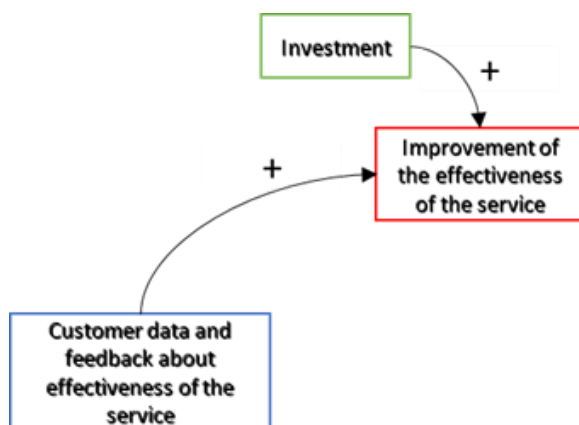 Investment
+
Improvement of
the effectiveness
of the service
+
Customer data and
feedback about
effectiveness of the
service